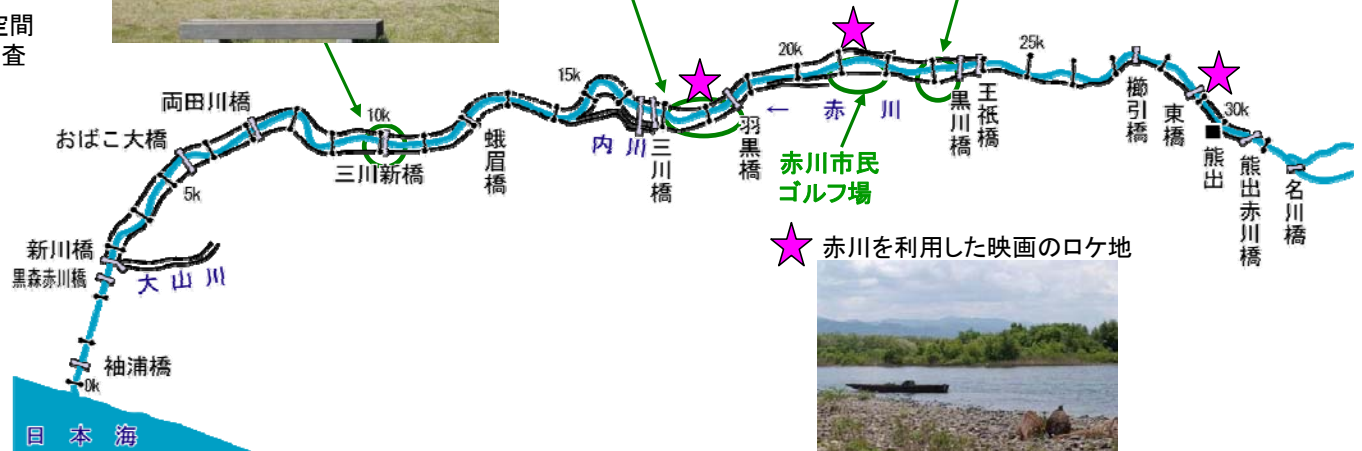 空間
査
両田川橋
おばこ大橋
5k
10k
三川新橋
蛾眉橋
15k
内川
三川橋
羽黒橋
20k
← 赤川
赤川市民
ゴルフ場
黒川橋
王祇橋
25k
櫛引橋
東橋
30k
熊出
熊出赤川橋
名川橋
新川橋
黒森赤川橋
大山川
袖浦橋
0k
日本海
赤川を利用した映画のロケ地